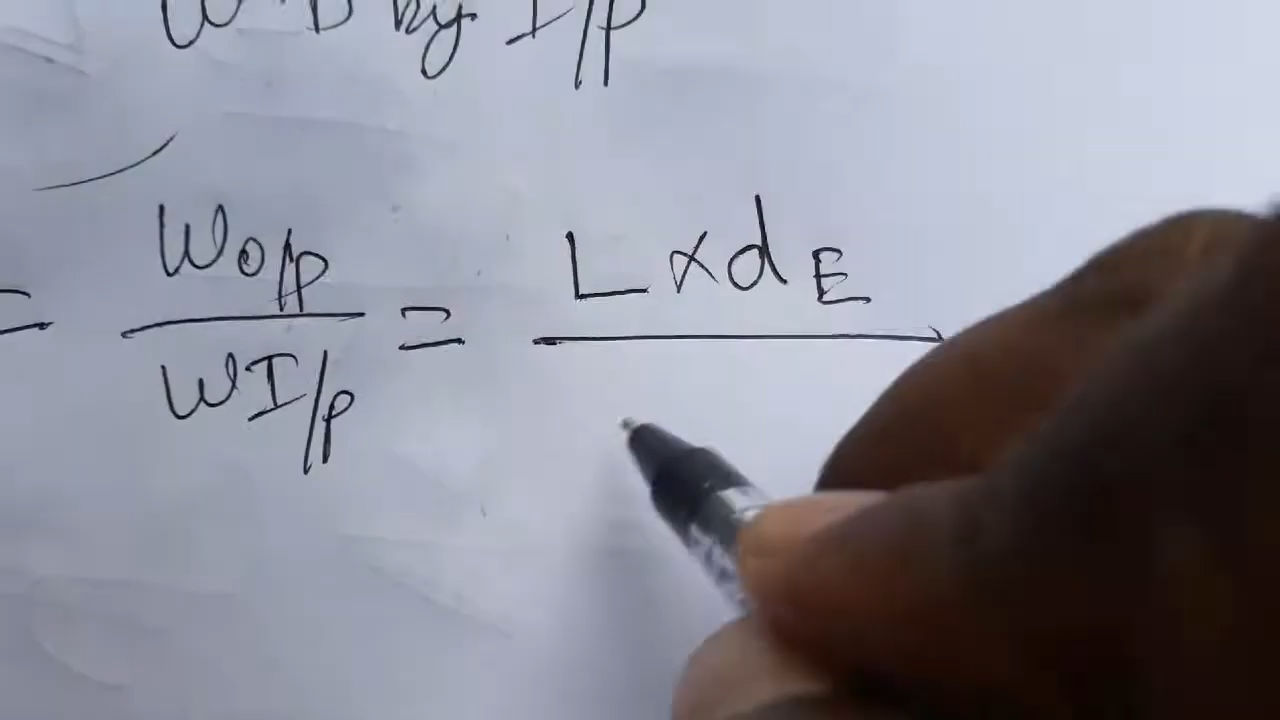 W·D by I/p
= Wo/p / WI/p = L × dE /